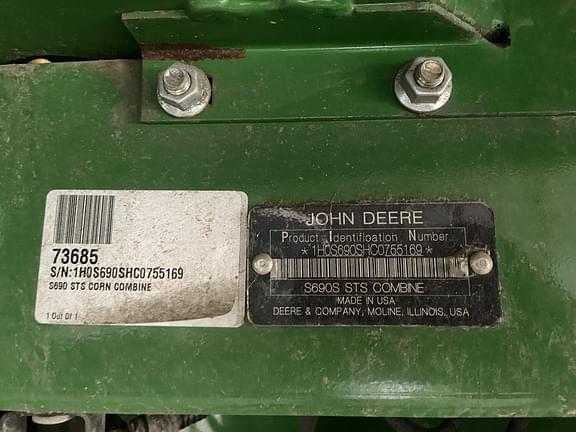 73685
S/N:1H0S690SHC0755169
S690 STS CORN COMBINE
1 Out Of 1
JOHN DEERE
Product Identification Number
*1H0S690SHC0755169*
S690S STS COMBINE
MADE IN USA
DEERE & COMPANY, MOLINE, ILLINOIS, USA